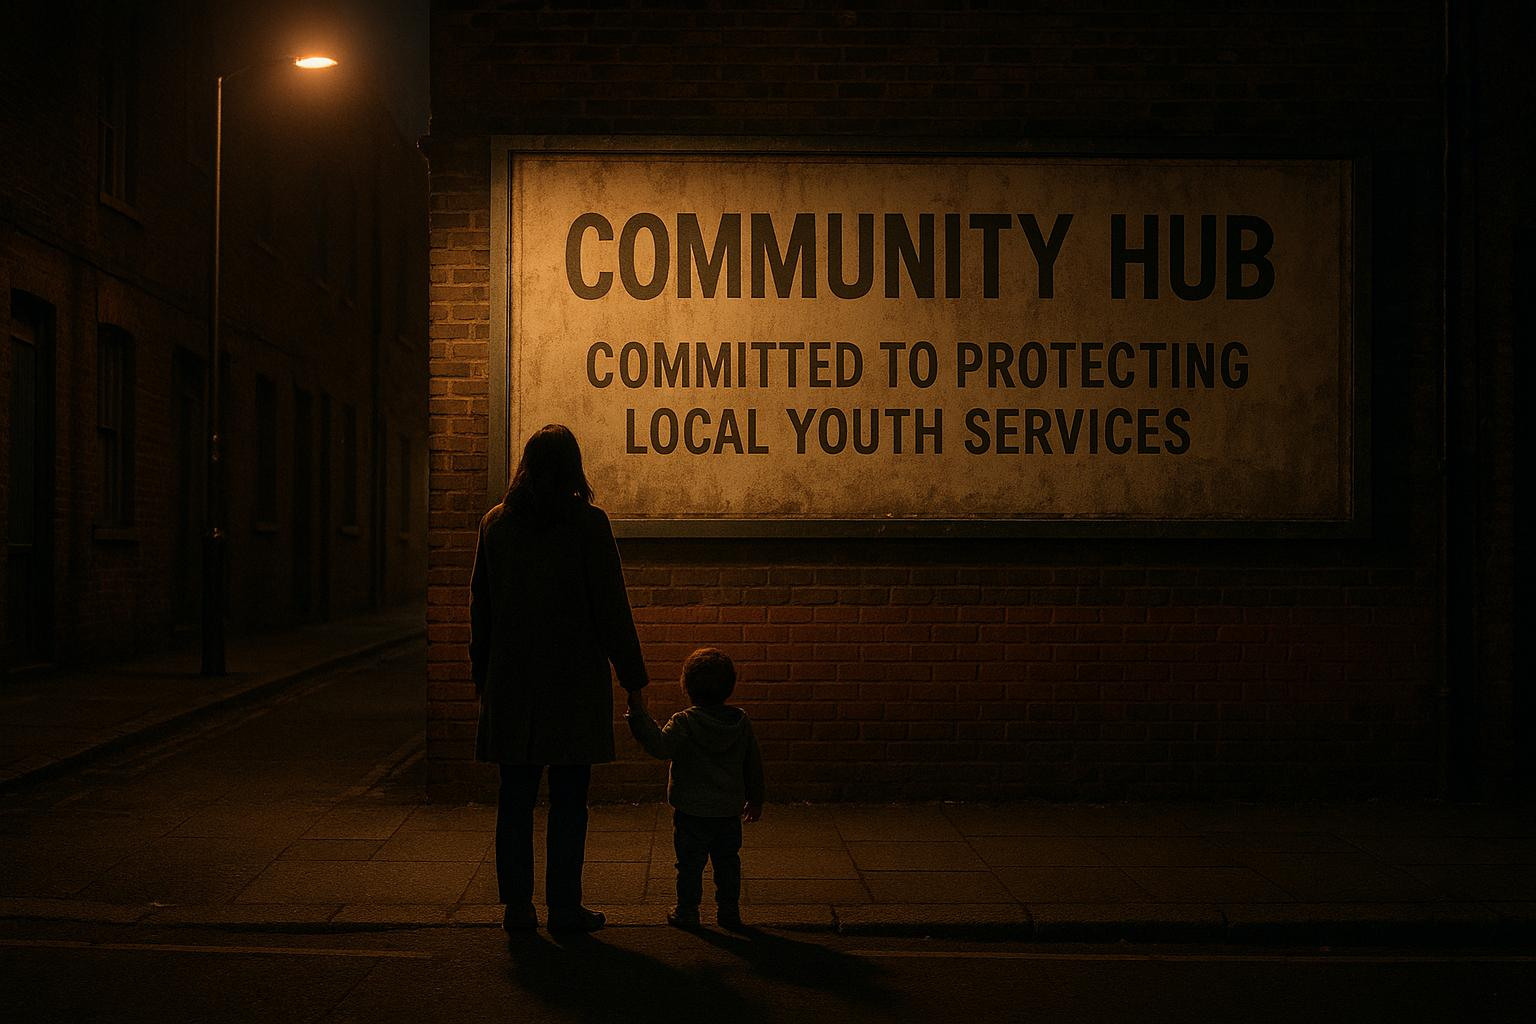 COMMUNITY HUB
COMMITTED TO PROTECTING
LOCAL YOUTH SERVICES